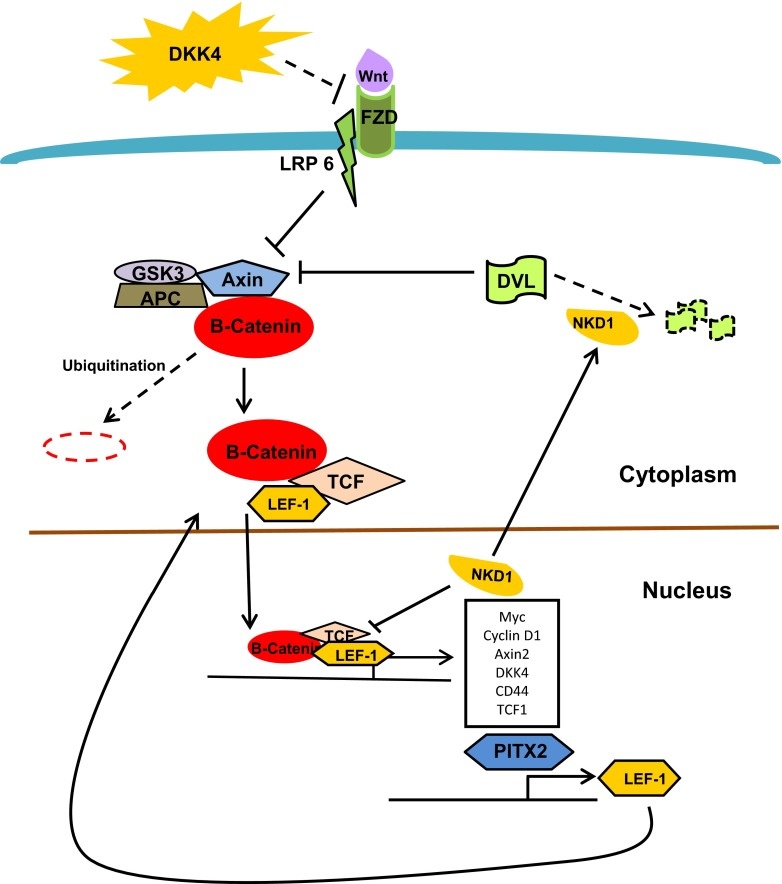 DKK4
Wnt
FZD
LRP 6
GSK3
Axin
APC
B-Catenin
DVL
NKD1
Ubiquitination
B-Catenin
TCF
LEF-1
Cytoplasm
Nucleus
NKD1
TCF
B-Catenin
LEF-1
Myc
Cyclin D1
Axin2
DKK4
CD44
TCF1
PITX2
LEF-1